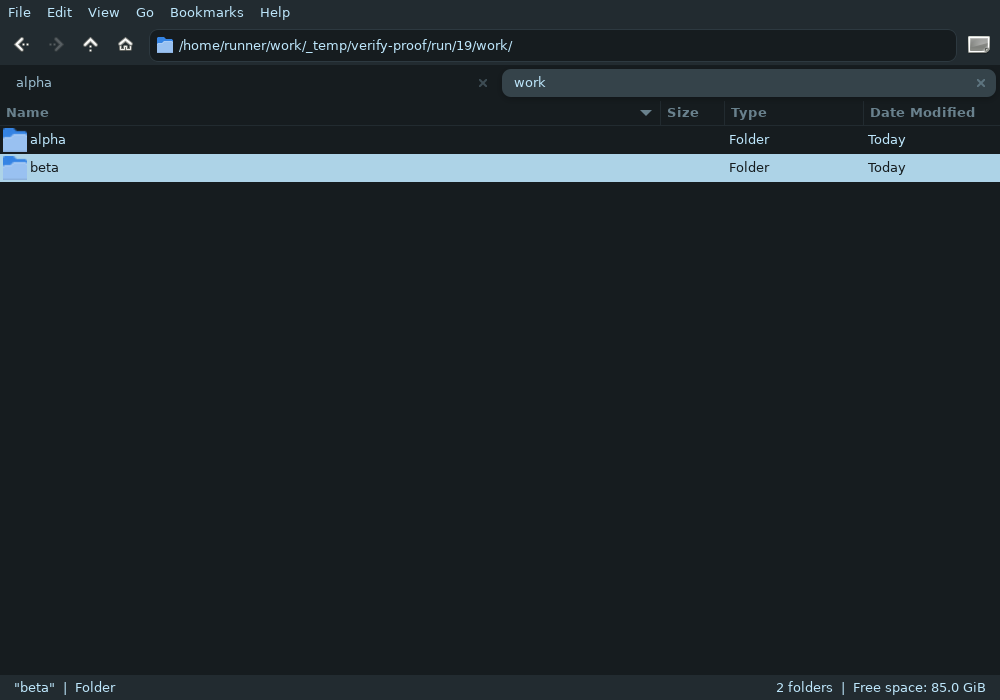 File Edit View Go Bookmarks Help
/home/runner/work/_temp/verify-proof/run/19/work/
alpha work
Name Size Type Date Modified
alpha Folder Today
beta Folder Today
"beta" | Folder 2 folders | Free space: 85.0 GiB